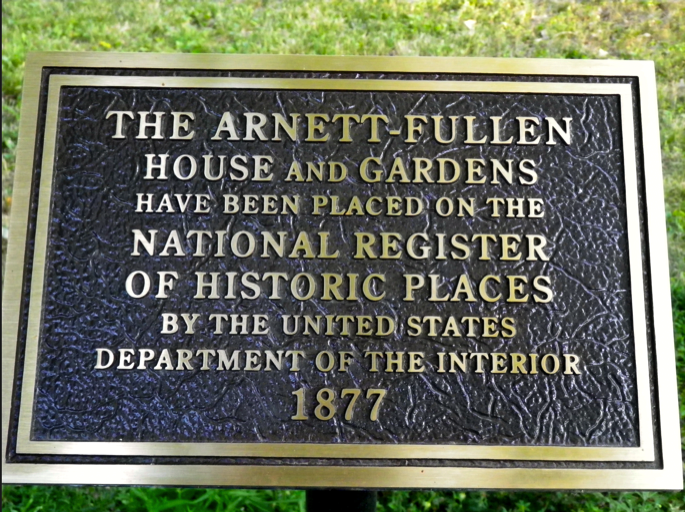 THE ARNETT-FULLEN
HOUSE AND GARDENS
HAVE BEEN PLACED ON THE
NATIONAL REGISTER
OF HISTORIC PLACES
BY THE UNITED STATES
DEPARTMENT OF THE INTERIOR
1877